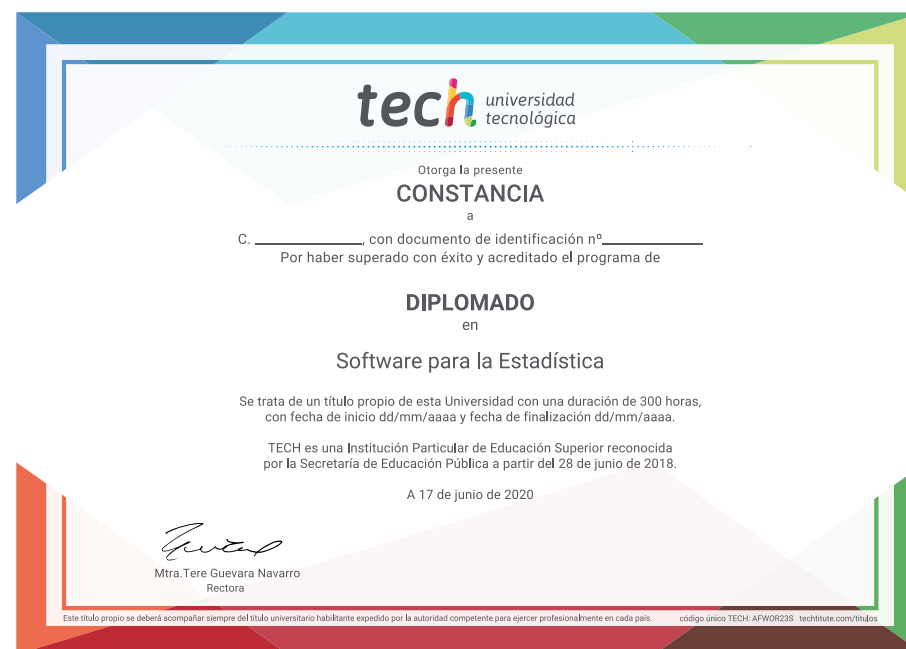 tech universidad
tecnológica
Otorga la presente
CONSTANCIA
a
C. ____________, con documento de identificación nº____________
Por haber superado con éxito y acreditado el programa de
DIPLOMADO
en
Software para la Estadística
Se trata de un título propio de esta Universidad con una duración de 300 horas,
con fecha de inicio dd/mm/aaaa y fecha de finalización dd/mm/aaaa.
TECH es una Institución Particular de Educación Superior reconocida
por la Secretaría de Educación Pública a partir del 28 de junio de 2018.
A 17 de junio de 2020
Mtra.Tere Guevara Navarro
Rectora
Este título propio se deberá acompañar siempre del título universitario habilitante expedido por la autoridad competente para ejercer profesionalmente en cada país. código único TECH: AFWOR23S techtitute.com/titulos